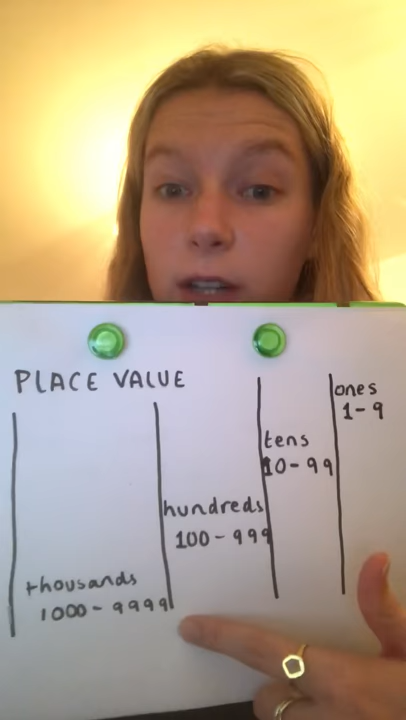 PLACE VALUE
ones
1-9
tens
10-99
hundreds
100-999
thousands
1000-9999